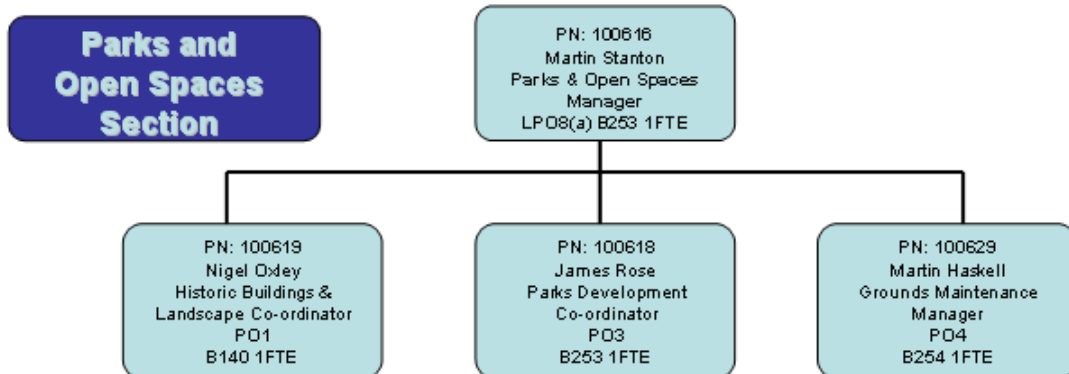 Parks and
Open Spaces
Section
PN: 100616
Martin Stanton
Parks & Open Spaces
Manager
LPO8(a) B253 1FTE
PN: 100619
Nigel Oxley
Historic Buildings &
Landscape Co-ordinator
PO1
B140 1FTE
PN: 100618
James Rose
Parks Development
Co-ordinator
PO3
B253 1FTE
PN: 100629
Martin Haskell
Grounds Maintenance
Manager
PO4
B254 1FTE